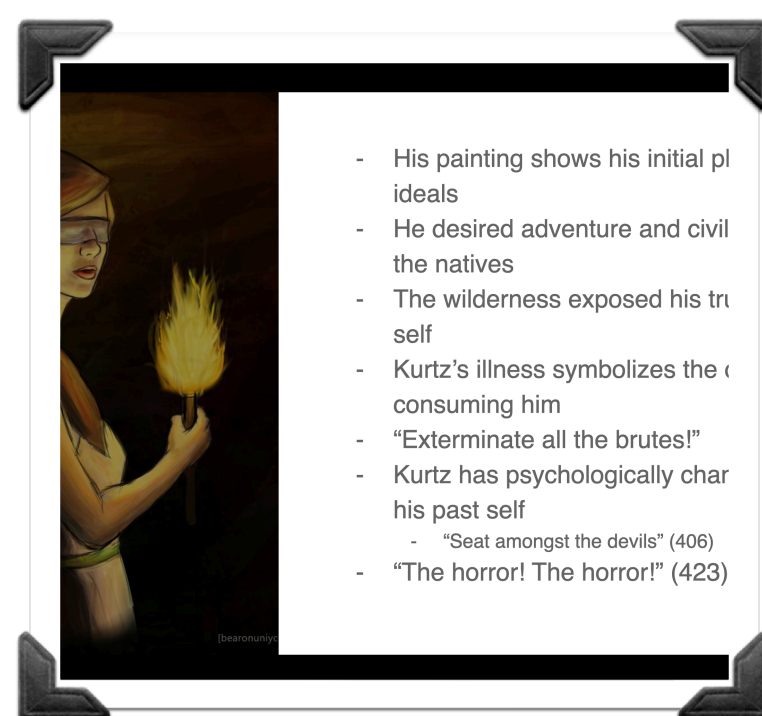 - His painting shows his initial
ideals
- He desired adventure and
the natives
- The wilderness exposed his
self
- Kurtz’s illness symbolizes the
consuming him
- “Exterminate all the brutes!”
- Kurtz has psychologically
his past self
- “Seat amongst the devils” (406)
- “The horror! The horror!” (423)